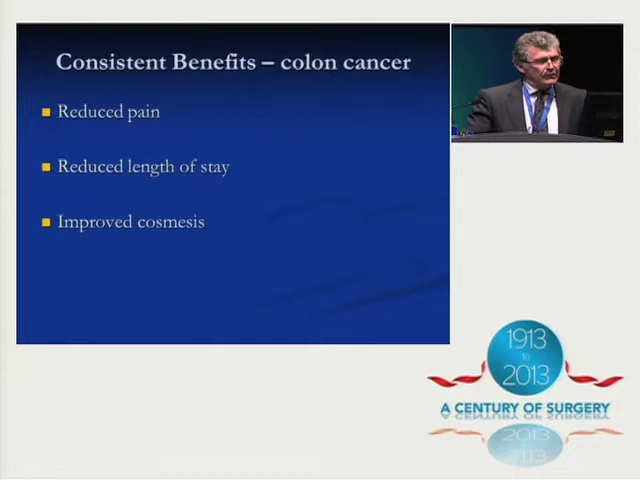 Consistent Benefits – colon cancer
Reduced pain
Reduced length of stay
Improved cosmesis
1913
to
2013
A CENTURY OF SURGERY